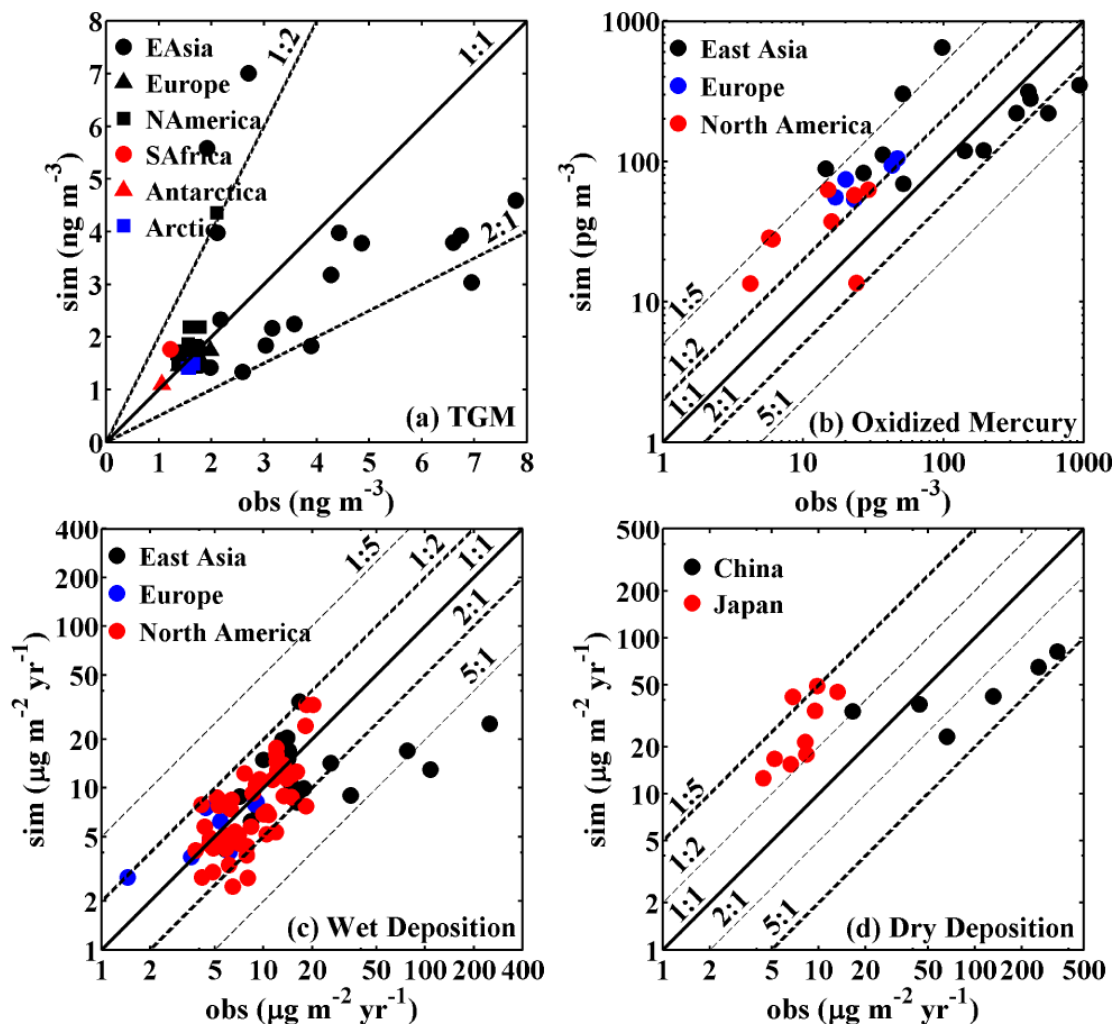 8
7
6
5
4
3
2
1
0
sim (ng m⁻³)
EAsia
Europe
NAmerica
SAfrica
Antarctica
Arctic
1:2
1:1
2:1
(a) TGM
0 1 2 3 4 5 6 7 8
obs (ng m⁻³)
1000
100
10
1
sim (pg m⁻³)
East Asia
Europe
North America
1:5
1:2
1:1
2:1
5:1
(b) Oxidized Mercury
1 10 100 1000
obs (pg m⁻³)
400
200
100
50
20
10
5
2
1
sim (μg m⁻² yr⁻¹)
East Asia
Europe
North America
1:5
1:2
1:1
2:1
5:1
(c) Wet Deposition
1 2 5 10 20 50 100 200 400
obs (μg m⁻² yr⁻¹)
500
200
100
50
20
10
5
2
1
sim (μg m⁻² yr⁻¹)
China
Japan
1:5
1:2
1:1
2:1
5:1
(d) Dry Deposition
1 2 5 10 20 50 100 200 500
obs (μg m⁻² yr⁻¹)